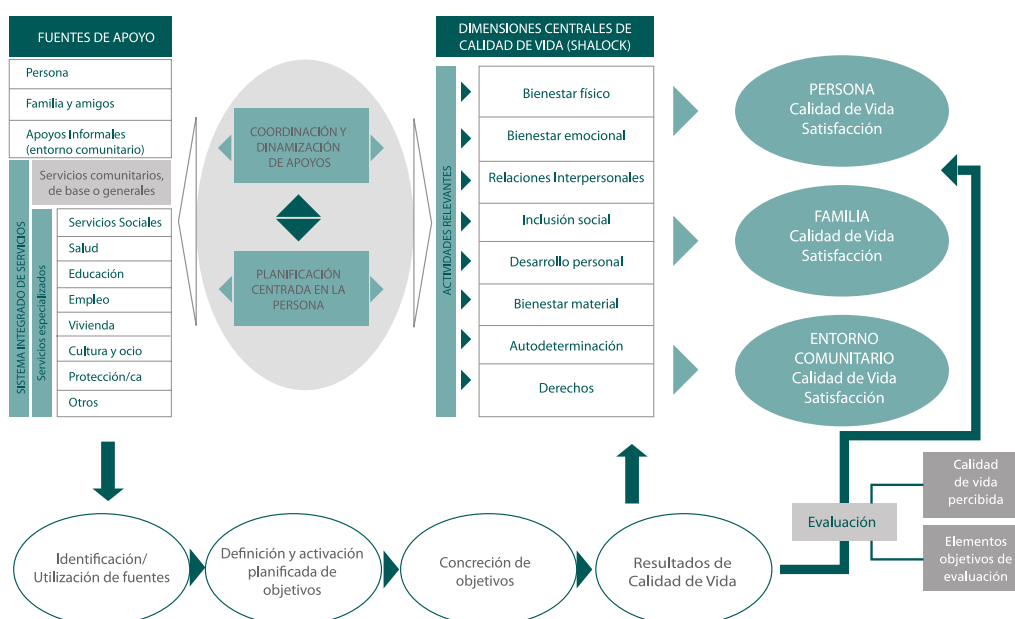 FUENTES DE APOYO
Persona
Familia y amigos
Apoyos Informales
(entorno comunitario)
SISTEMA INTEGRADO DE SERVICIOS
Servicios comunitarios,
de base o generales
Servicios especializados
Servicios Sociales
Salud
Educación
Empleo
Vivienda
Cultura y ocio
Protección/ca
Otros
COORDINACIÓN Y
DINAMIZACIÓN
DE APOYOS
PLANIFICACIÓN
CENTRADA EN LA
PERSONA
DIMENSIONES CENTRALES DE
CALIDAD DE VIDA (SHALOCK)
ACTIVIDADES RELEVANTES
Bienestar físico
Bienestar emocional
Relaciones Interpersonales
Inclusión social
Desarrollo personal
Bienestar material
Autodeterminación
Derechos
PERSONA
Calidad de Vida
Satisfacción
FAMILIA
Calidad de Vida
Satisfacción
ENTORNO
COMUNITARIO
Calidad de Vida
Satisfacción
Identificación/
Utilización de fuentes
Definición y activación
planificada de
objetivos
Concreción de
objetivos
Resultados de
Calidad de Vida
Evaluación
Calidad
de vida
percibida
Elementos
objetivos de
evaluación